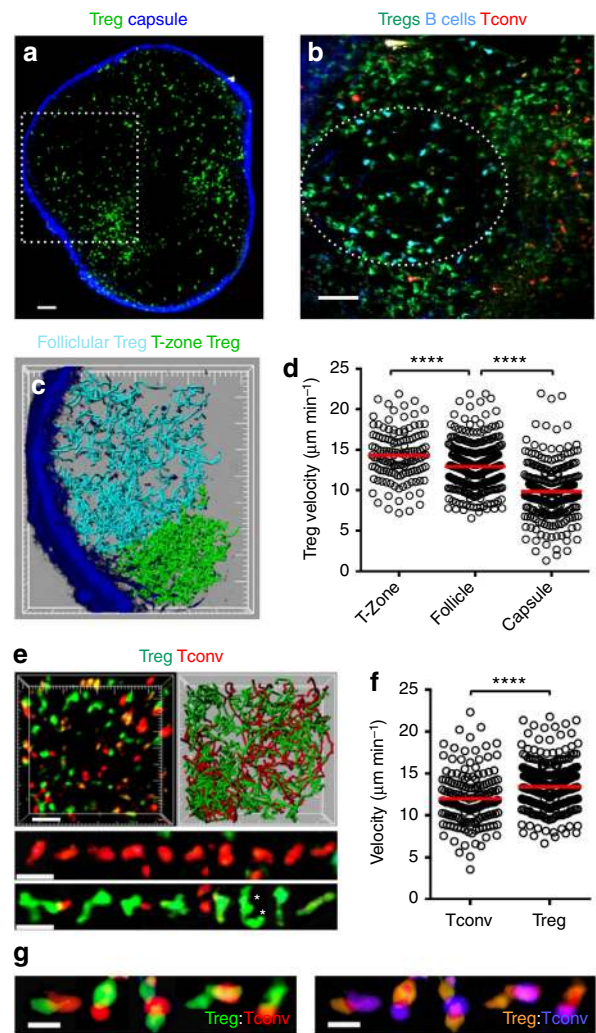 Treg capsule
a
Tregs B cells Tconv
b
Folliclular Treg T-zone Treg
c
d
**** ****
Treg velocity (μm min⁻¹)
25
20
15
10
5
0
T-Zone
Follicle
Capsule
Treg Tconv
e
*
*
f
****
Velocity (μm min⁻¹)
25
20
15
10
5
0
Tconv Treg
g
Treg:Tconv
Treg:Tconv